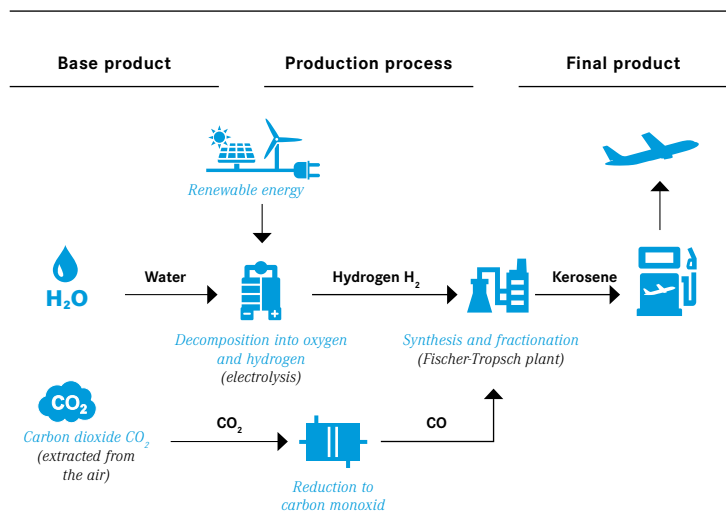 Base product
Production process
Final product
Renewable energy
H₂O
Water
Hydrogen H₂
Kerosene
Decomposition into oxygen
and hydrogen
(electrolysis)
Synthesis and fractionation
(Fischer-Tropsch plant)
CO₂
Carbon dioxide CO₂
(extracted from
the air)
CO₂
CO
Reduction to
carbon monoxid